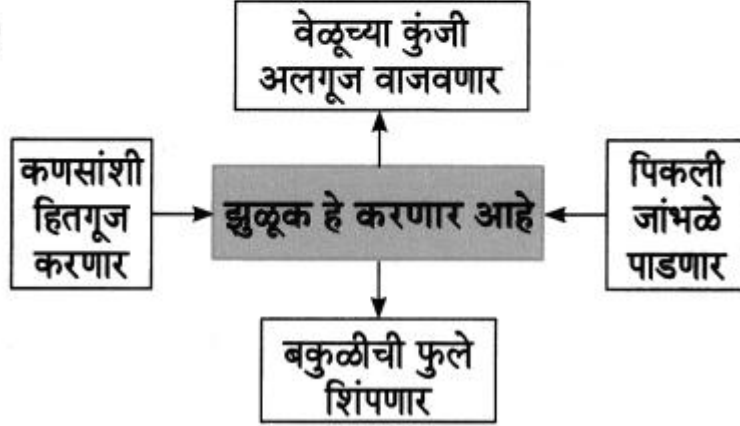 वेळूच्या कुंजी
अलगूज वाजवणार
कणसांशी
हितगूज
करणार
झुळूक हे करणार आहे
पिकली
जांभळे
पाडणार
बकुळीची फुले
शिंपणार